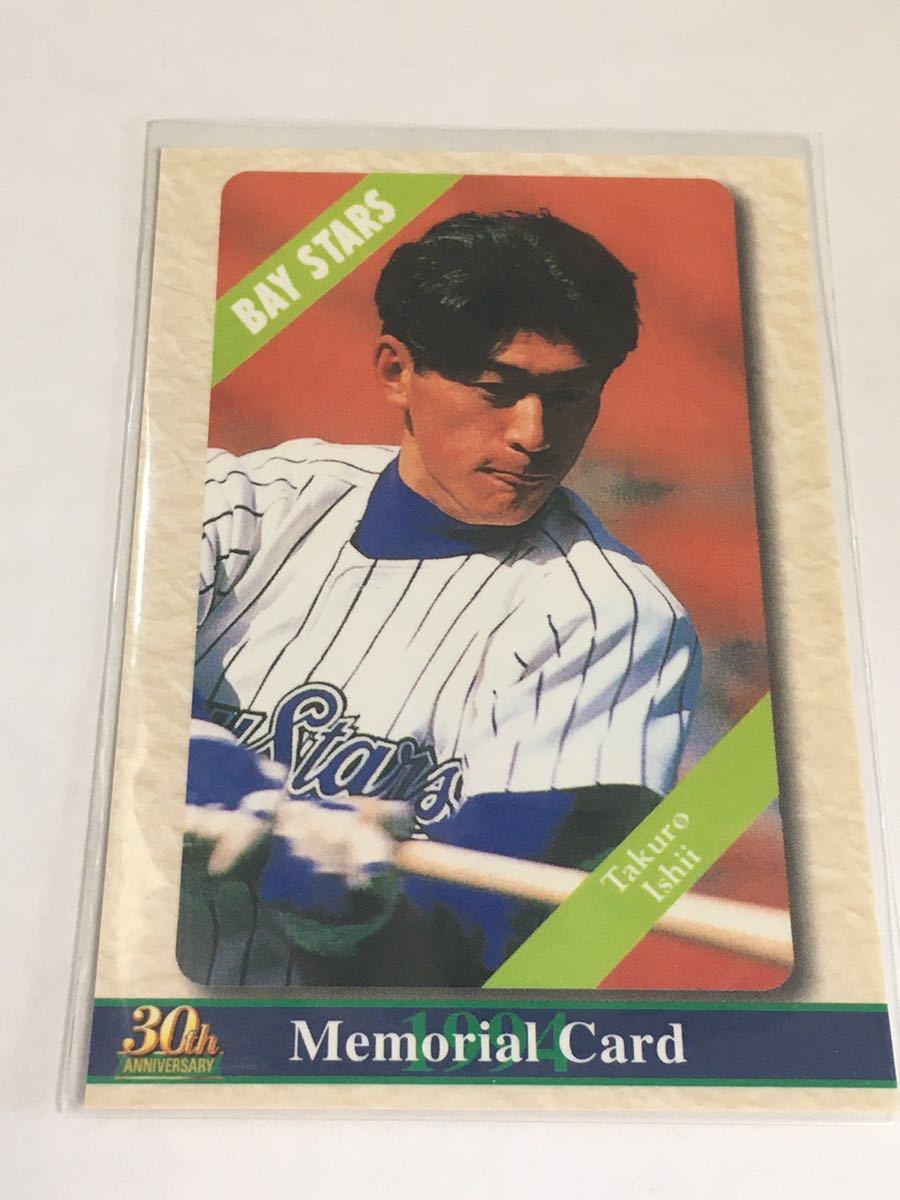 BAY STARS
y Stars
Takuro
Ishii
30th
ANNIVERSARY
1994
Memorial Card